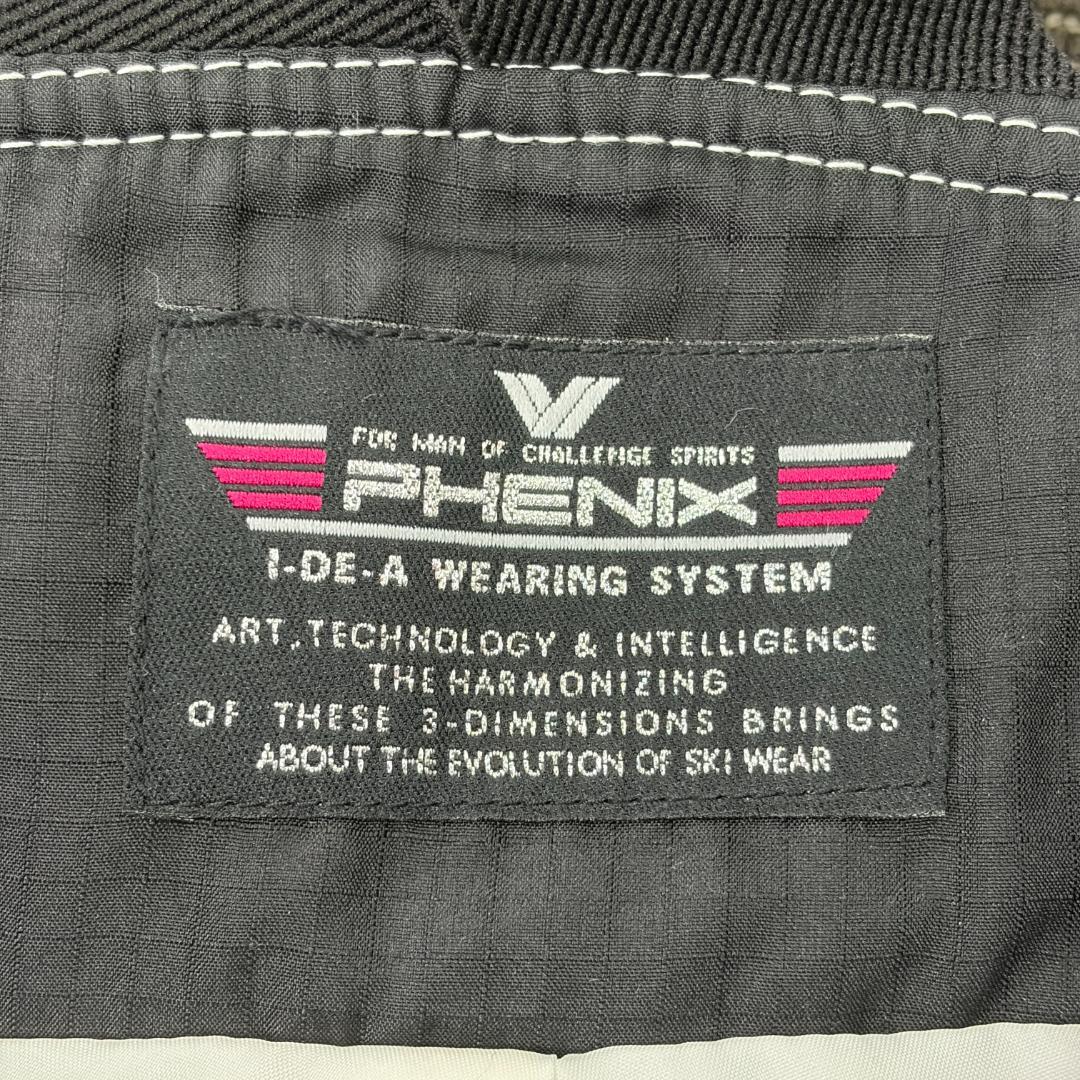 FOR MAN OF CHALLENGE SPIRITS
PHENIX
I-DE-A WEARING SYSTEM
ART, TECHNOLOGY & INTELLIGENCE
THE HARMONIZING
OF THESE 3-DIMENSIONS BRINGS
ABOUT THE EVOLUTION OF SKI WEAR